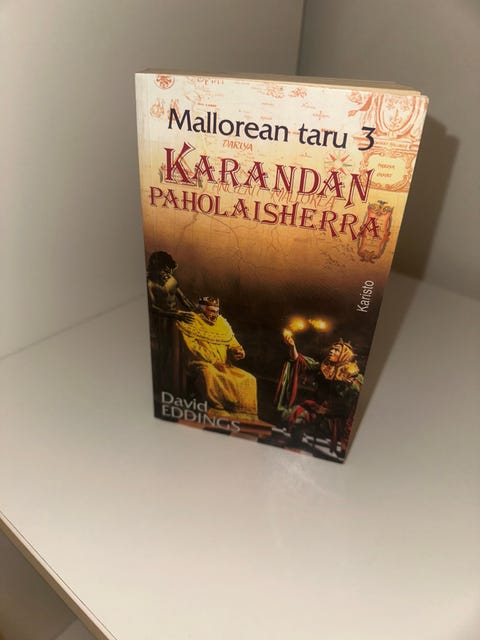 Mallorean taru 3
KARANDAN
PAHOLAISHERRA
Karisto
David
EDDINGS